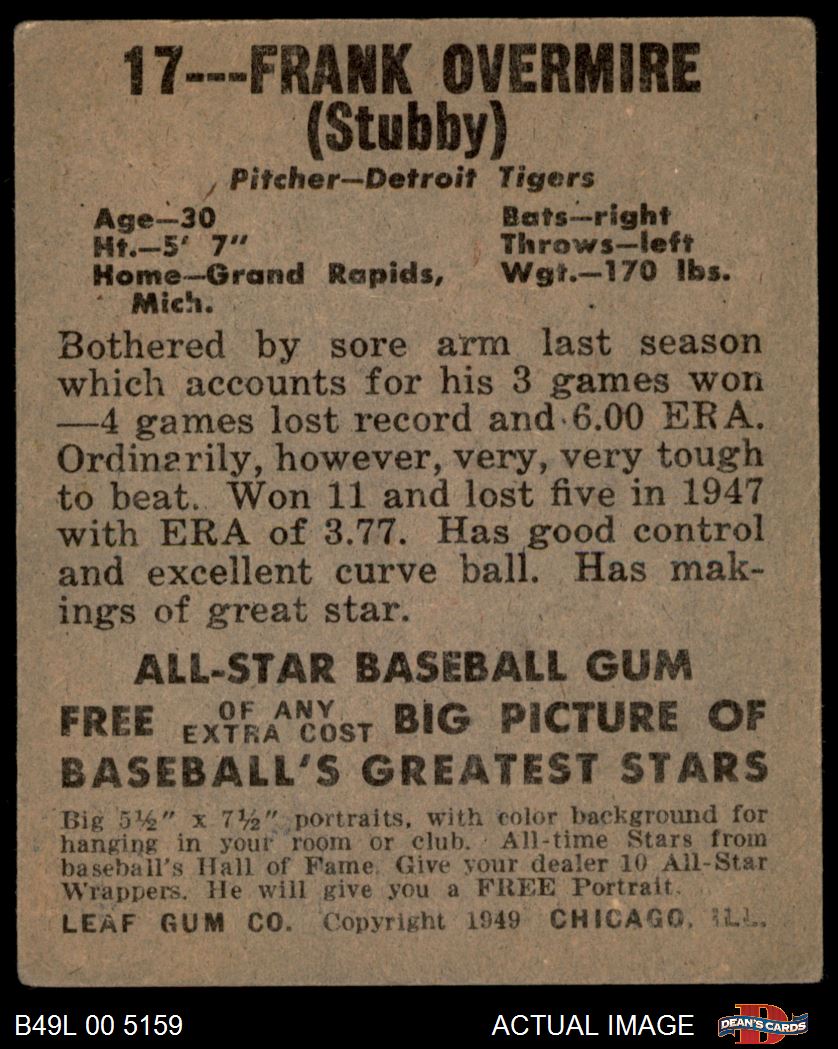 17---FRANK OVERMIRE
(Stubby)
Pitcher—Detroit Tigers
Age—30
Ht.—5' 7"
Home—Grand Rapids,
Mich.
Bats—right
Throws—left
Wgt.—170 lbs.
Bothered by sore arm last season
which accounts for his 3 games won
—4 games lost record and 6.00 ERA.
Ordinarily, however, very, very tough
to beat. Won 11 and lost five in 1947
with ERA of 3.77. Has good control
and excellent curve ball. Has mak-
ings of great star.
ALL-STAR BASEBALL GUM
FREE OF ANY EXTRA COST BIG PICTURE OF
BASEBALL'S GREATEST STARS
Big 5½" x 7½" portraits, with color background for
hanging in your room or club. All-time Stars from
baseball's Hall of Fame. Give your dealer 10 All-Star
Wrappers. He will give you a FREE Portrait.
LEAF GUM CO. Copyright 1949 CHICAGO, ILL.
B49L 00 5159
ACTUAL IMAGE
DEAN'S CARDS